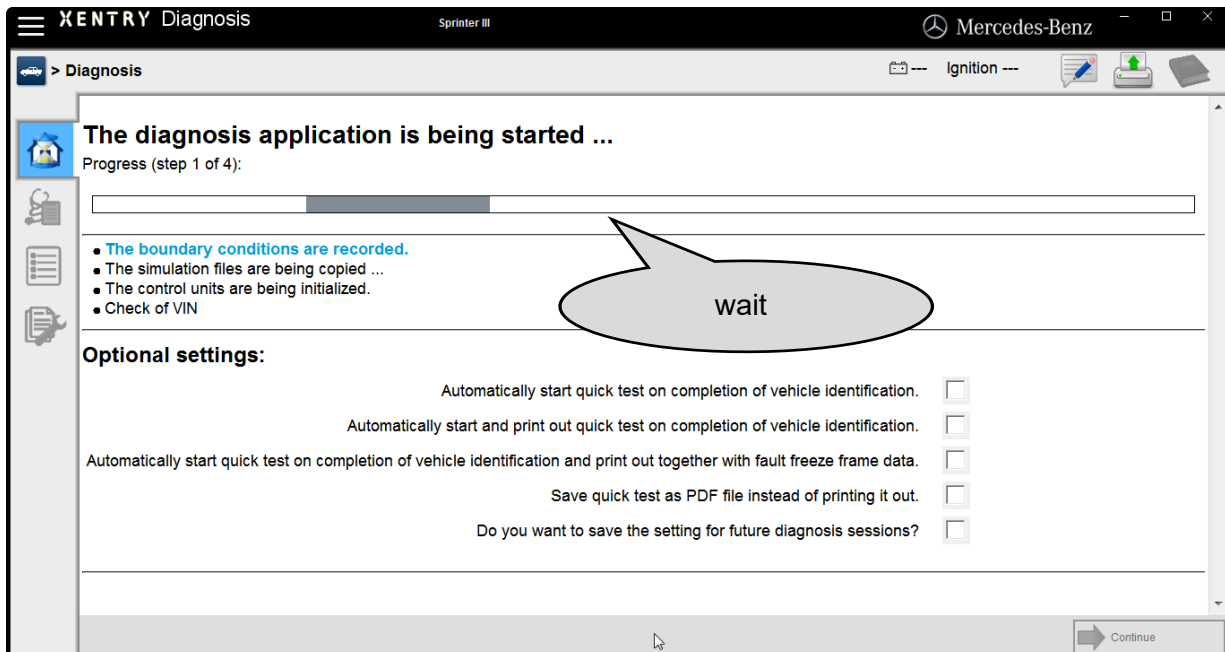 XENTRY Diagnosis
Sprinter III
Mercedes-Benz
> Diagnosis
---
Ignition ---
The diagnosis application is being started ...
Progress (step 1 of 4):
The boundary conditions are recorded.
The simulation files are being copied ...
The control units are being initialized.
Check of VIN
wait
Optional settings:
Automatically start quick test on completion of vehicle identification.
Automatically start and print out quick test on completion of vehicle identification.
Automatically start quick test on completion of vehicle identification and print out together with fault freeze frame data.
Save quick test as PDF file instead of printing it out.
Do you want to save the setting for future diagnosis sessions?
Continue